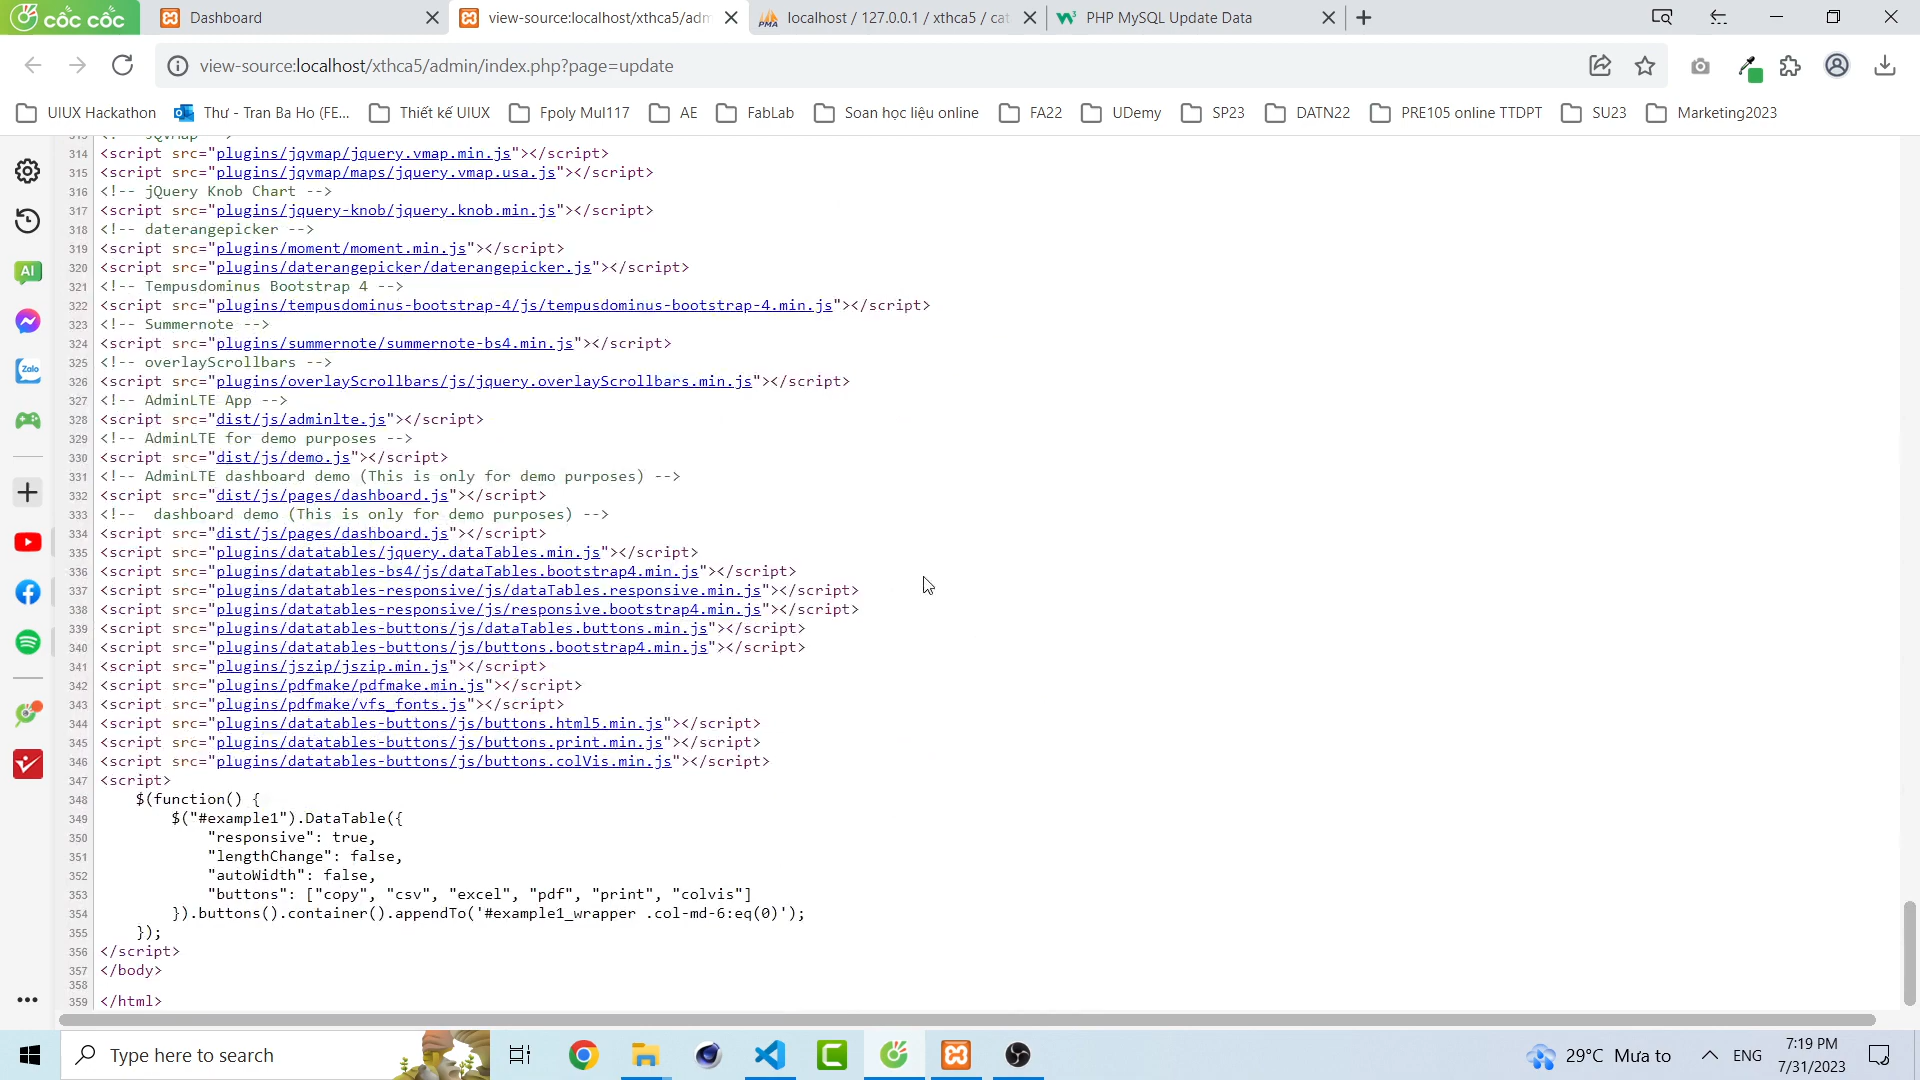 cốc cốc
Dashboard
view-source:localhost/xthca5/adm
localhost / 127.0.0.1 / xthca5 / cat
PHP MySQL Update Data
view-source:localhost/xthca5/admin/index.php?page=update
UIUX Hackathon
Thư - Tran Ba Ho (FE...
Thiết kế UIUX
Fpoly Mul117
AE
FabLab
Soan học liệu online
FA22
UDemy
SP23
DATN22
PRE105 online TTDPT
SU23
Marketing2023
313 <!-- JQVMap -->
314 <script src="plugins/jqvmap/jquery.vmap.min.js"></script>
315 <script src="plugins/jqvmap/maps/jquery.vmap.usa.js"></script>
316 <!-- jQuery Knob Chart -->
317 <script src="plugins/jquery-knob/jquery.knob.min.js"></script>
318 <!-- daterangepicker -->
319 <script src="plugins/moment/moment.min.js"></script>
320 <script src="plugins/daterangepicker/daterangepicker.js"></script>
321 <!-- Tempusdominus Bootstrap 4 -->
322 <script src="plugins/tempusdominus-bootstrap-4/js/tempusdominus-bootstrap-4.min.js"></script>
323 <!-- Summernote -->
324 <script src="plugins/summernote/summernote-bs4.min.js"></script>
325 <!-- overlayScrollbars -->
326 <script src="plugins/overlayScrollbars/js/jquery.overlayScrollbars.min.js"></script>
327 <!-- AdminLTE App -->
328 <script src="dist/js/adminlte.js"></script>
329 <!-- AdminLTE for demo purposes -->
330 <script src="dist/js/demo.js"></script>
331 <!-- AdminLTE dashboard demo (This is only for demo purposes) -->
332 <script src="dist/js/pages/dashboard.js"></script>
333 <!--  dashboard demo (This is only for demo purposes) -->
334 <script src="dist/js/pages/dashboard.js"></script>
335 <script src="plugins/datatables/jquery.dataTables.min.js"></script>
336 <script src="plugins/datatables-bs4/js/dataTables.bootstrap4.min.js"></script>
337 <script src="plugins/datatables-responsive/js/dataTables.responsive.min.js"></script>
338 <script src="plugins/datatables-responsive/js/responsive.bootstrap4.min.js"></script>
339 <script src="plugins/datatables-buttons/js/dataTables.buttons.min.js"></script>
340 <script src="plugins/datatables-buttons/js/buttons.bootstrap4.min.js"></script>
341 <script src="plugins/jszip/jszip.min.js"></script>
342 <script src="plugins/pdfmake/pdfmake.min.js"></script>
343 <script src="plugins/pdfmake/vfs_fonts.js"></script>
344 <script src="plugins/datatables-buttons/js/buttons.html5.min.js"></script>
345 <script src="plugins/datatables-buttons/js/buttons.print.min.js"></script>
346 <script src="plugins/datatables-buttons/js/buttons.colVis.min.js"></script>
347 <script>
348     $(function() {
349         $("#example1").DataTable({
350             "responsive": true,
351             "lengthChange": false,
352             "autoWidth": false,
353             "buttons": ["copy", "csv", "excel", "pdf", "print", "colvis"]
354         }).buttons().container().appendTo('#example1_wrapper .col-md-6:eq(0)');
355     });
356 </script>
357 </body>
358
359 </html>
AI
Zalo
PMA
Type here to search
29°C Mưa to
ENG
7:19 PM
7/31/2023